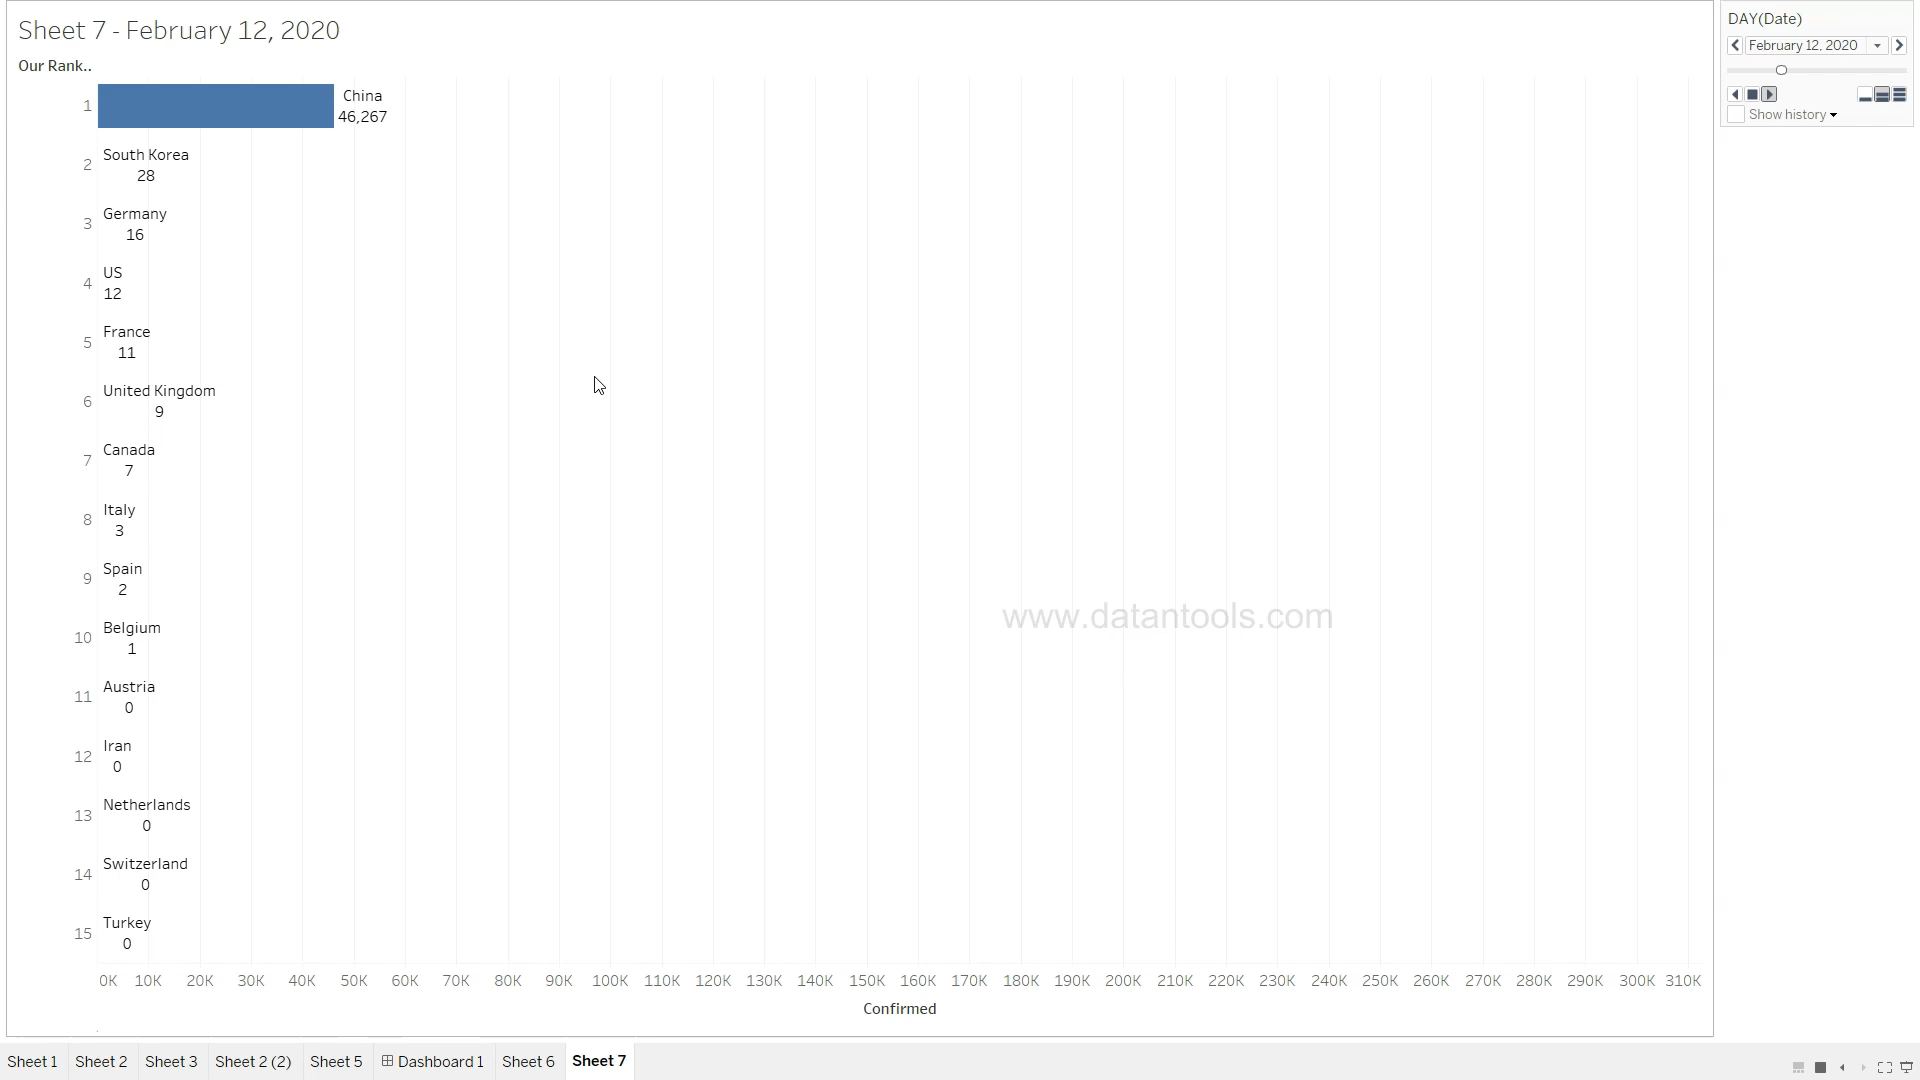 Sheet 7 - February 12, 2020
DAY(Date)
February 12, 2020
Show history
Our Rank..
1
China
46,267
2
South Korea
28
3
Germany
16
4
US
12
5
France
11
6
United Kingdom
9
7
Canada
7
8
Italy
3
9
Spain
2
10
Belgium
1
11
Austria
0
12
Iran
0
13
Netherlands
0
14
Switzerland
0
15
Turkey
0
www.datantools.com
0K 10K 20K 30K 40K 50K 60K 70K 80K 90K 100K 110K 120K 130K 140K 150K 160K 170K 180K 190K 200K 210K 220K 230K 240K 250K 260K 270K 280K 290K 300K 310K
Confirmed
Sheet 1 Sheet 2 Sheet 3 Sheet 2 (2) Sheet 5 Dashboard 1 Sheet 6 Sheet 7